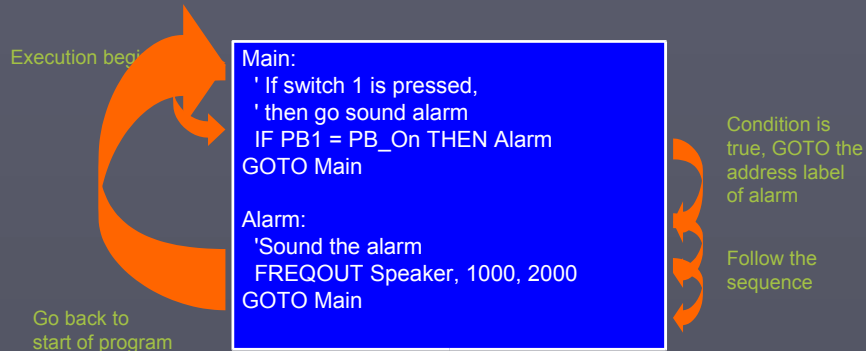 Execution begi
Main:
' If switch 1 is pressed,
' then go sound alarm
IF PB1 = PB_On THEN Alarm
GOTO Main
Alarm:
'Sound the alarm
FREQOUT Speaker, 1000, 2000
GOTO Main
Condition is
true, GOTO the
address label
of alarm
Follow the
sequence
Go back to
start of program